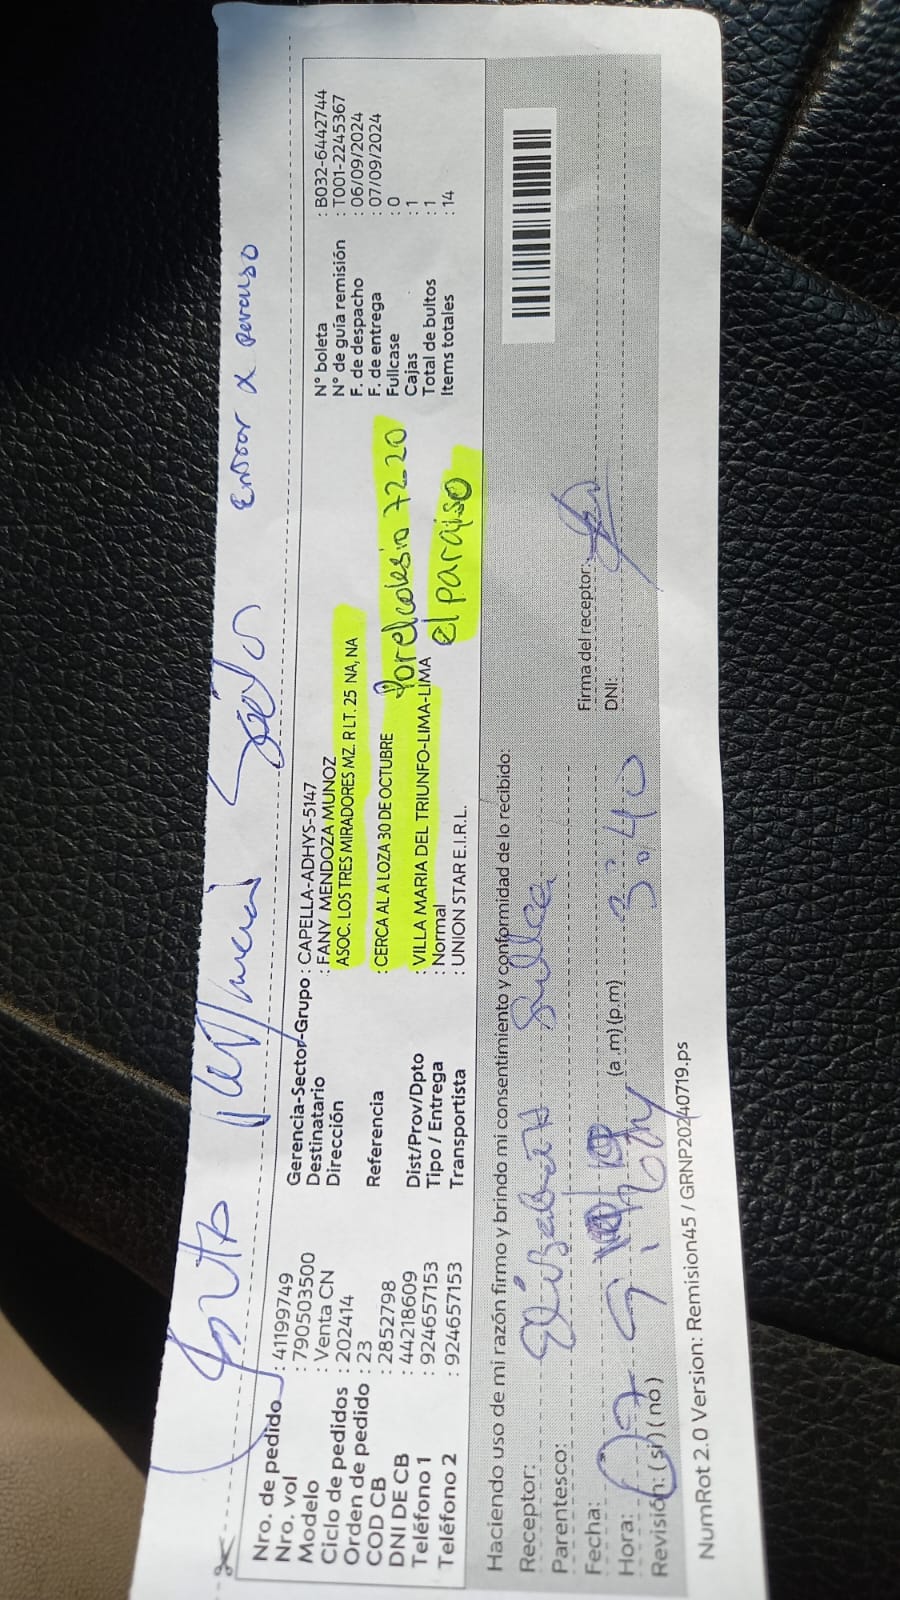 Entrar x paraiso
Nro. de pedido : 41199749
Nro. vol : 790503500
Modelo : Venta CN
Ciclo de pedidos : 202414
Orden de pedido : 23
COD CB : 2852798
DNI DE CB : 44218609
Teléfono 1 : 924657153
Teléfono 2 : 924657153
Gerencia-Sector-Grupo : CAPELLA-ADHYS-5147
Destinatario : FANY MENDOZA MUNOZ
Dirección ASOC. LOS TRES MIRADORES MZ. R LT. 25 NA, NA
Referencia : CERCA AL A LOZA 30 DE OCTUBRE
Por el colesio 72-20
el paraiso
Dist/Prov/Dpto : VILLA MARIA DEL TRIUNFO-LIMA-LIMA
Tipo / Entrega : Normal
Transportista : UNION STAR E.I.R.L.
N° boleta : B032-6442744
N° de guía remisión : T001-2245367
F. de despacho : 06/09/2024
F. de entrega : 07/09/2024
Fullcase : 0
Cajas : 1
Total de bultos : 1
Items totales : 14
Haciendo uso de mi razón firmo y brindo mi consentimiento y conformidad de lo recibido:
Receptor: Elizabeth Sullca
Parentesco:
Fecha:
Hora: (a .m) (p.m) 3:40
Revisión: (si) (no)
Firma del receptor:
DNI:
NumRot 2.0 Version: Remision45 / GRNP20240719.ps